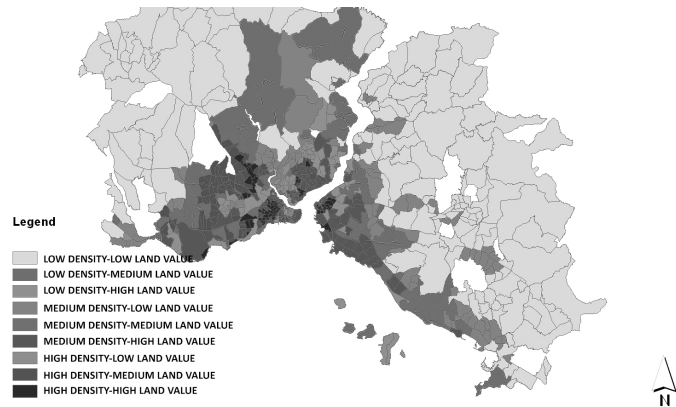 Legend
LOW DENSITY-LOW LAND VALUE
LOW DENSITY-MEDIUM LAND VALUE
LOW DENSITY-HIGH LAND VALUE
MEDIUM DENSITY-LOW LAND VALUE
MEDIUM DENSITY-MEDIUM LAND VALUE
MEDIUM DENSITY-HIGH LAND VALUE
HIGH DENSITY-LOW LAND VALUE
HIGH DENSITY-MEDIUM LAND VALUE
HIGH DENSITY-HIGH LAND VALUE
N